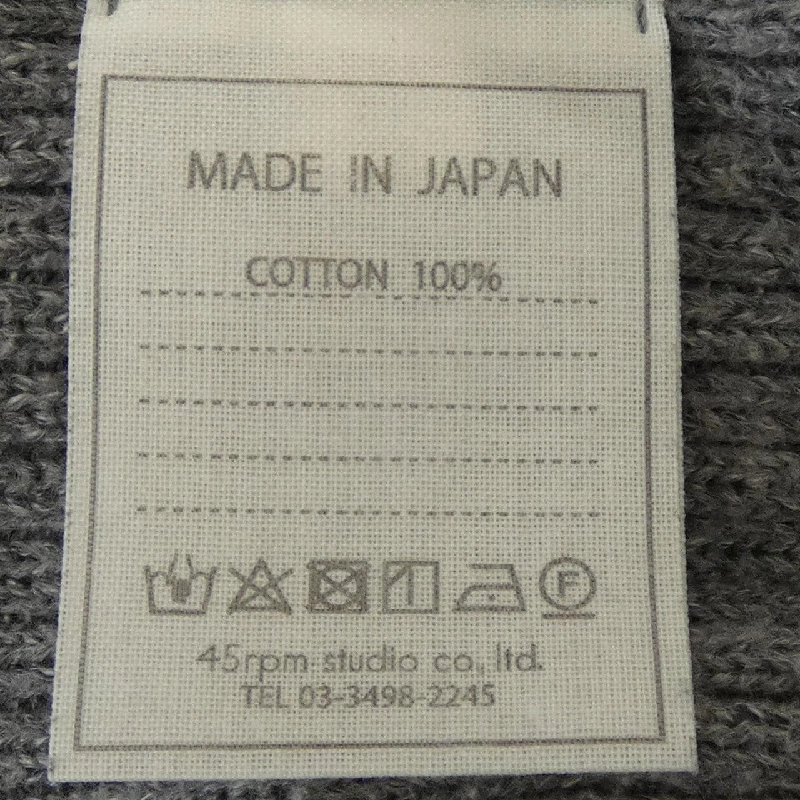 MADE IN JAPAN
COTTON 100%
F
45rpm studio co., ltd.
TEL 03-3498-2245